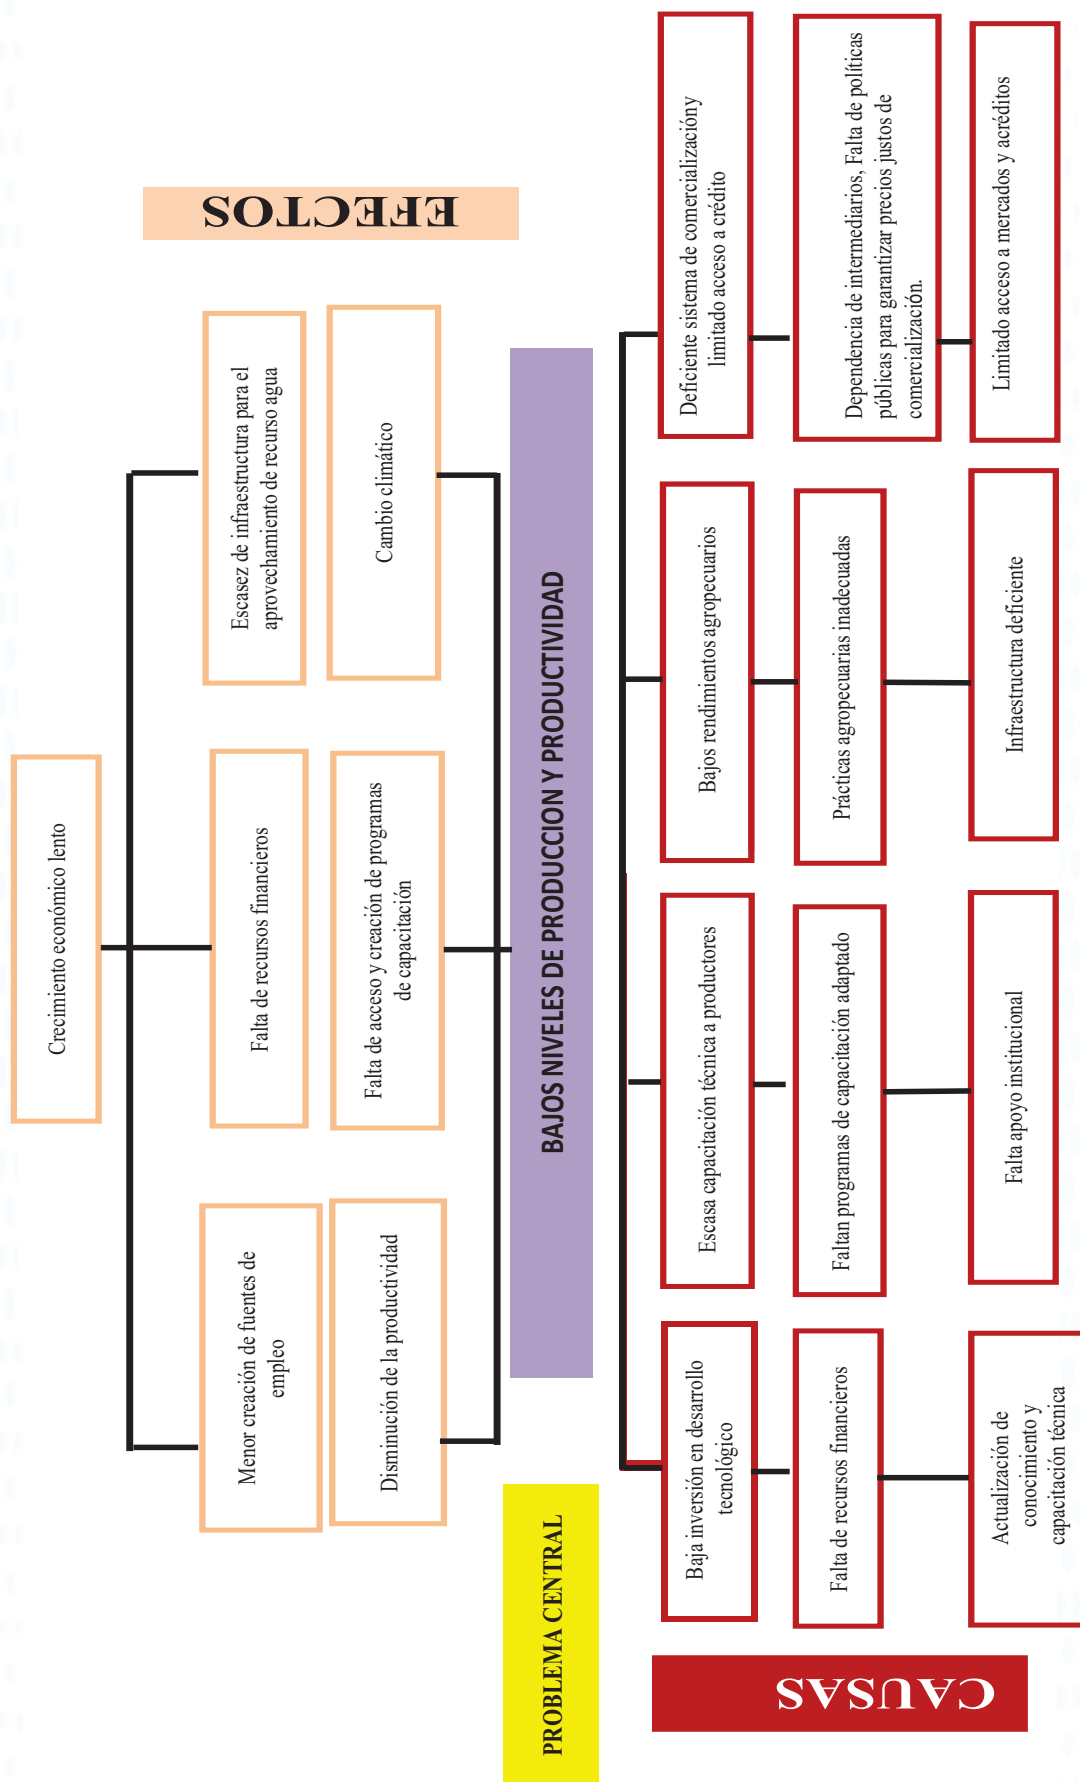 Crecimiento económico lento
Menor creación de fuentes de
empleo
Falta de recursos financieros
Escasez de infraestructura para el
aprovechamiento de recurso agua
EFECTOS
Disminución de la productividad
Falta de acceso y creación de programas
de capacitación
Cambio climático
PROBLEMA CENTRAL
BAJOS NIVELES DE PRODUCCION Y PRODUCTIVIDAD
CAUSAS
Baja inversión en desarrollo
tecnológico
Escasa capacitación técnica a productores
Bajos rendimientos agropecuarios
Deficiente sistema de comercializacióny
limitado acceso a crédito
Falta de recursos financieros
Faltan programas de capacitación adaptado
Prácticas agropecuarias inadecuadas
Dependencia de intermediarios, Falta de políticas
públicas para garantizar precios justos de
comercialización.
Actualización de
conocimiento y
capacitación técnica
Falta apoyo institucional
Infraestructura deficiente
Limitado acceso a mercados y acréditos